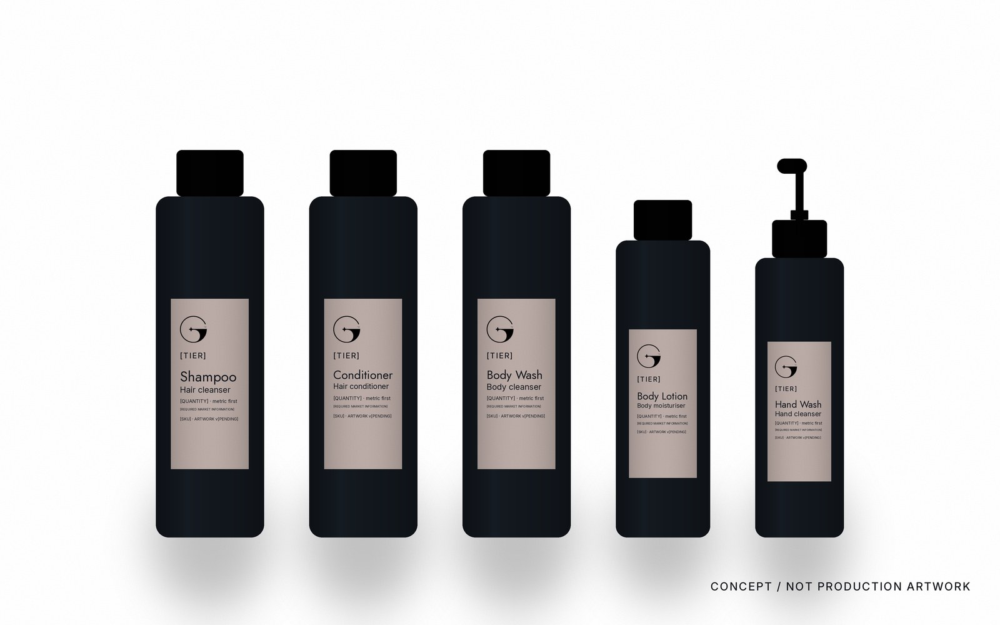 [TIER]
Shampoo
Hair cleanser
[QUANTITY] · metric first
[REQUIRED MARKET INFORMATION]
[SKU] · ARTWORK v[PENDING]
[TIER]
Conditioner
Hair conditioner
[QUANTITY] · metric first
[REQUIRED MARKET INFORMATION]
[SKU] · ARTWORK v[PENDING]
[TIER]
Body Wash
Body cleanser
[QUANTITY] · metric first
[REQUIRED MARKET INFORMATION]
[SKU] · ARTWORK v[PENDING]
[TIER]
Body Lotion
Body moisturiser
[QUANTITY] · metric first
[REQUIRED MARKET INFORMATION]
[SKU] · ARTWORK v[PENDING]
[TIER]
Hand Wash
Hand cleanser
[QUANTITY] · metric first
[REQUIRED MARKET INFORMATION]
[SKU] · ARTWORK v[PENDING]
CONCEPT / NOT PRODUCTION ARTWORK